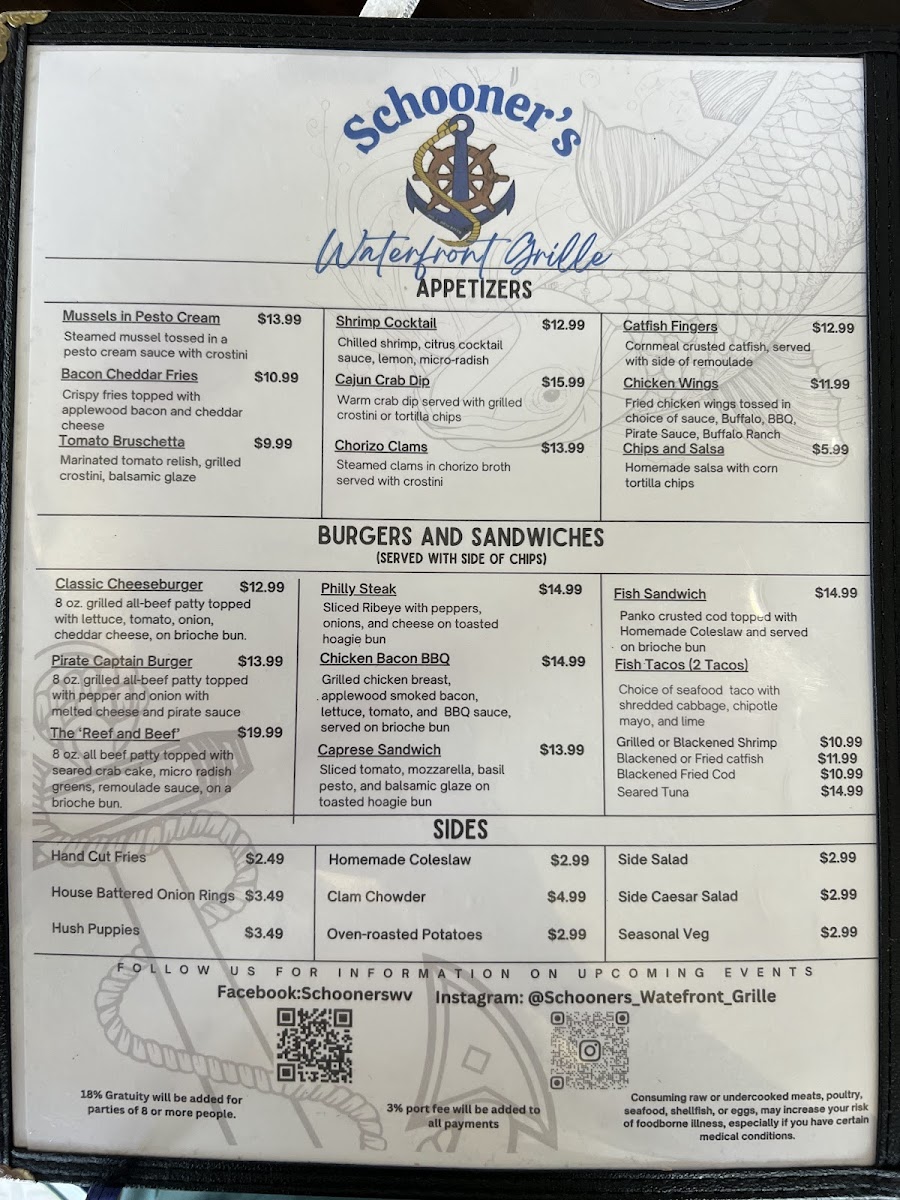 Schooner's
Waterfront Grille
APPETIZERS
Mussels in Pesto Cream $13.99
Steamed mussel tossed in a
pesto cream sauce with crostini
Bacon Cheddar Fries $10.99
Crispy fries topped with
applewood bacon and cheddar
cheese
Tomato Bruschetta $9.99
Marinated tomato relish, grilled
crostini, balsamic glaze
Shrimp Cocktail $12.99
Chilled shrimp, citrus cocktail
sauce, lemon, micro-radish
Cajun Crab Dip $15.99
Warm crab dip served with grilled
crostini or tortilla chips
Chorizo Clams $13.99
Steamed clams in chorizo broth
served with crostini
Catfish Fingers $12.99
Cornmeal crusted catfish, served
with side of remoulade
Chicken Wings $11.99
Fried chicken wings tossed in
choice of sauce, Buffalo, BBQ,
Pirate Sauce, Buffalo Ranch
Chips and Salsa $5.99
Homemade salsa with corn
tortilla chips
BURGERS AND SANDWICHES
(SERVED WITH SIDE OF CHIPS)
Classic Cheeseburger $12.99
8 oz. grilled all-beef patty topped
with lettuce, tomato, onion,
cheddar cheese, on brioche bun.
Pirate Captain Burger $13.99
8 oz. grilled all-beef patty topped
with pepper and onion with
melted cheese and pirate sauce
The 'Reef and Beef' $19.99
8 oz. all beef patty topped with
seared crab cake, micro radish
greens, remoulade sauce, on a
brioche bun.
Philly Steak $14.99
Sliced Ribeye with peppers,
onions, and cheese on toasted
hoagie bun
Chicken Bacon BBQ $14.99
Grilled chicken breast,
applewood smoked bacon,
lettuce, tomato, and BBQ sauce,
served on brioche bun
Caprese Sandwich $13.99
Sliced tomato, mozzarella, basil
pesto, and balsamic glaze on
toasted hoagie bun
Fish Sandwich $14.99
Panko crusted cod topped with
Homemade Coleslaw and served
on brioche bun
Fish Tacos (2 Tacos)
Choice of seafood taco with
shredded cabbage, chipotle
mayo, and lime
Grilled or Blackened Shrimp $10.99
Blackened or Fried catfish $11.99
Blackened Fried Cod $10.99
Seared Tuna $14.99
SIDES
Hand Cut Fries $2.49
House Battered Onion Rings $3.49
Hush Puppies $3.49
Homemade Coleslaw $2.99
Clam Chowder $4.99
Oven-roasted Potatoes $2.99
Side Salad $2.99
Side Caesar Salad $2.99
Seasonal Veg $2.99
FOLLOW US FOR INFORMATION ON UPCOMING EVENTS
Facebook:Schoonerswv Instagram: @Schooners_Watefront_Grille
18% Gratuity will be added for
parties of 8 or more people.
3% port fee will be added to
all payments
Consuming raw or undercooked meats, poultry,
seafood, shellfish, or eggs, may increase your risk
of foodborne illness, especially if you have certain
medical conditions.